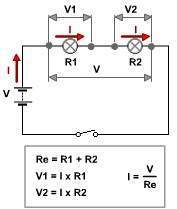 V1
V2
I
I
R1
R2
I
V
V
Re = R1 + R2
V1 = I x R1
V2 = I x R2
I = V
Re